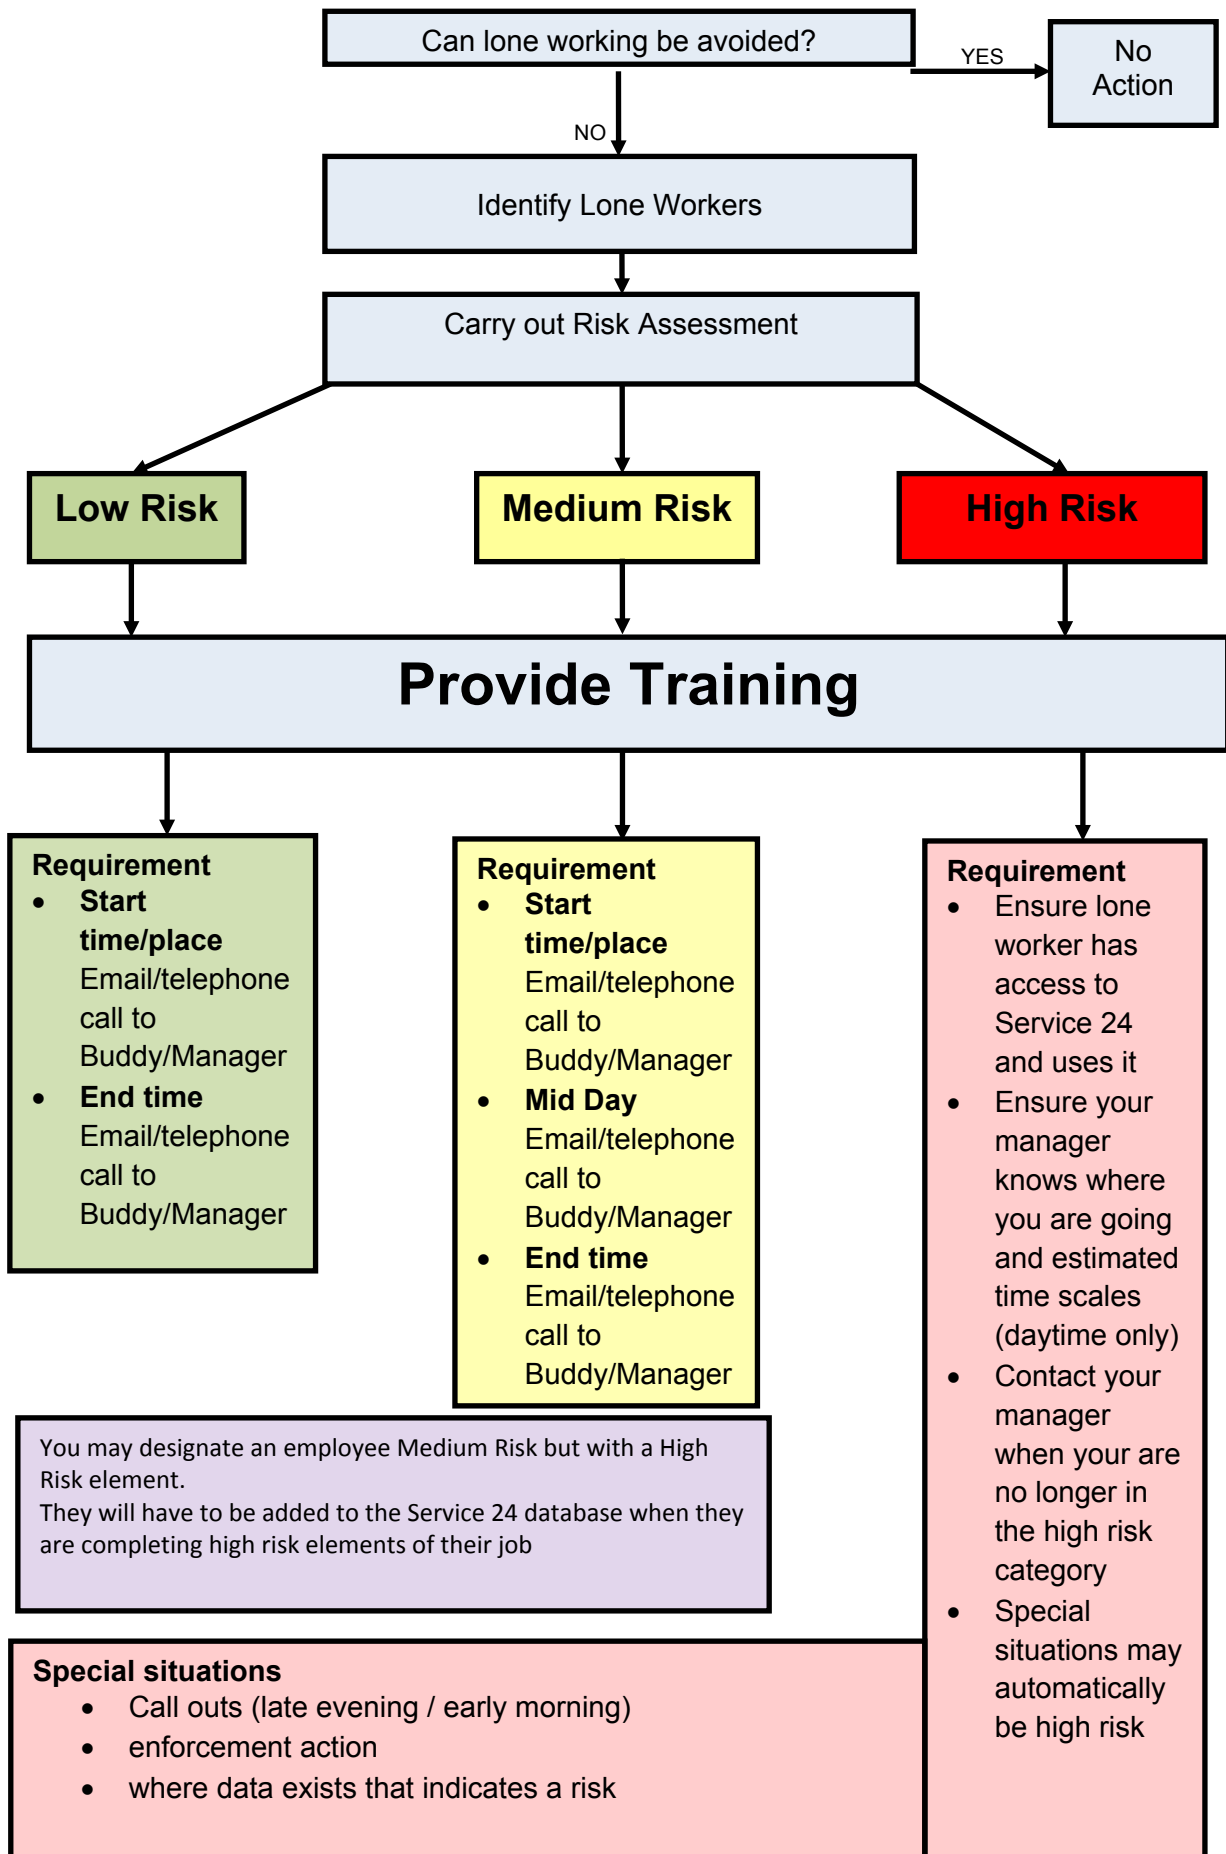 Can lone working be avoided?
YES
No
Action
NO
Identify Lone Workers
Carry out Risk Assessment
Low Risk
Medium Risk
High Risk
Provide Training
Requirement
• Start
time/place
Email/telephone
call to
Buddy/Manager
• End time
Email/telephone
call to
Buddy/Manager
Requirement
• Start
time/place
Email/telephone
call to
Buddy/Manager
• Mid Day
Email/telephone
call to
Buddy/Manager
• End time
Email/telephone
call to
Buddy/Manager
Requirement
• Ensure lone
worker has
access to
Service 24
and uses it
• Ensure your
manager
knows where
you are going
and estimated
time scales
(daytime only)
• Contact your
manager
when your are
no longer in
the high risk
category
• Special
situations may
automatically
be high risk
You may designate an employee Medium Risk but with a High
Risk element.
They will have to be added to the Service 24 database when they
are completing high risk elements of their job
Special situations
• Call outs (late evening / early morning)
• enforcement action
• where data exists that indicates a risk